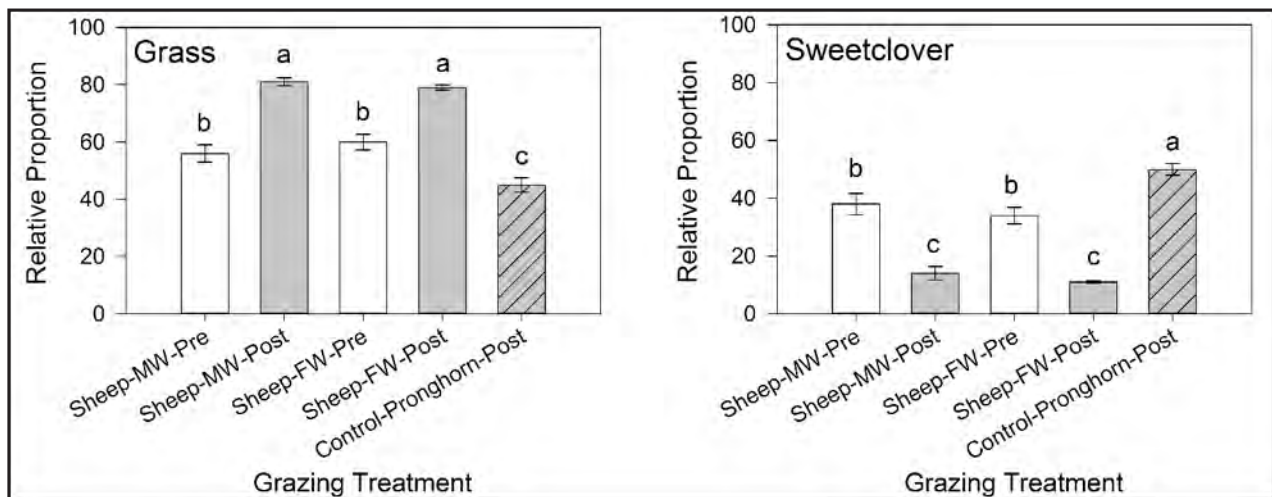 Grass
Relative Proportion
100
80
60
40
20
0
b
a
b
a
c
Sheep-MW-Pre
Sheep-MW-Post
Sheep-FW-Pre
Sheep-FW-Post
Control-Pronghorn-Post
Grazing Treatment
Sweetclover
Relative Proportion
100
80
60
40
20
0
b
c
b
c
a
Sheep-MW-Pre
Sheep-MW-Post
Sheep-FW-Pre
Sheep-FW-Post
Control-Pronghorn-Post
Grazing Treatment